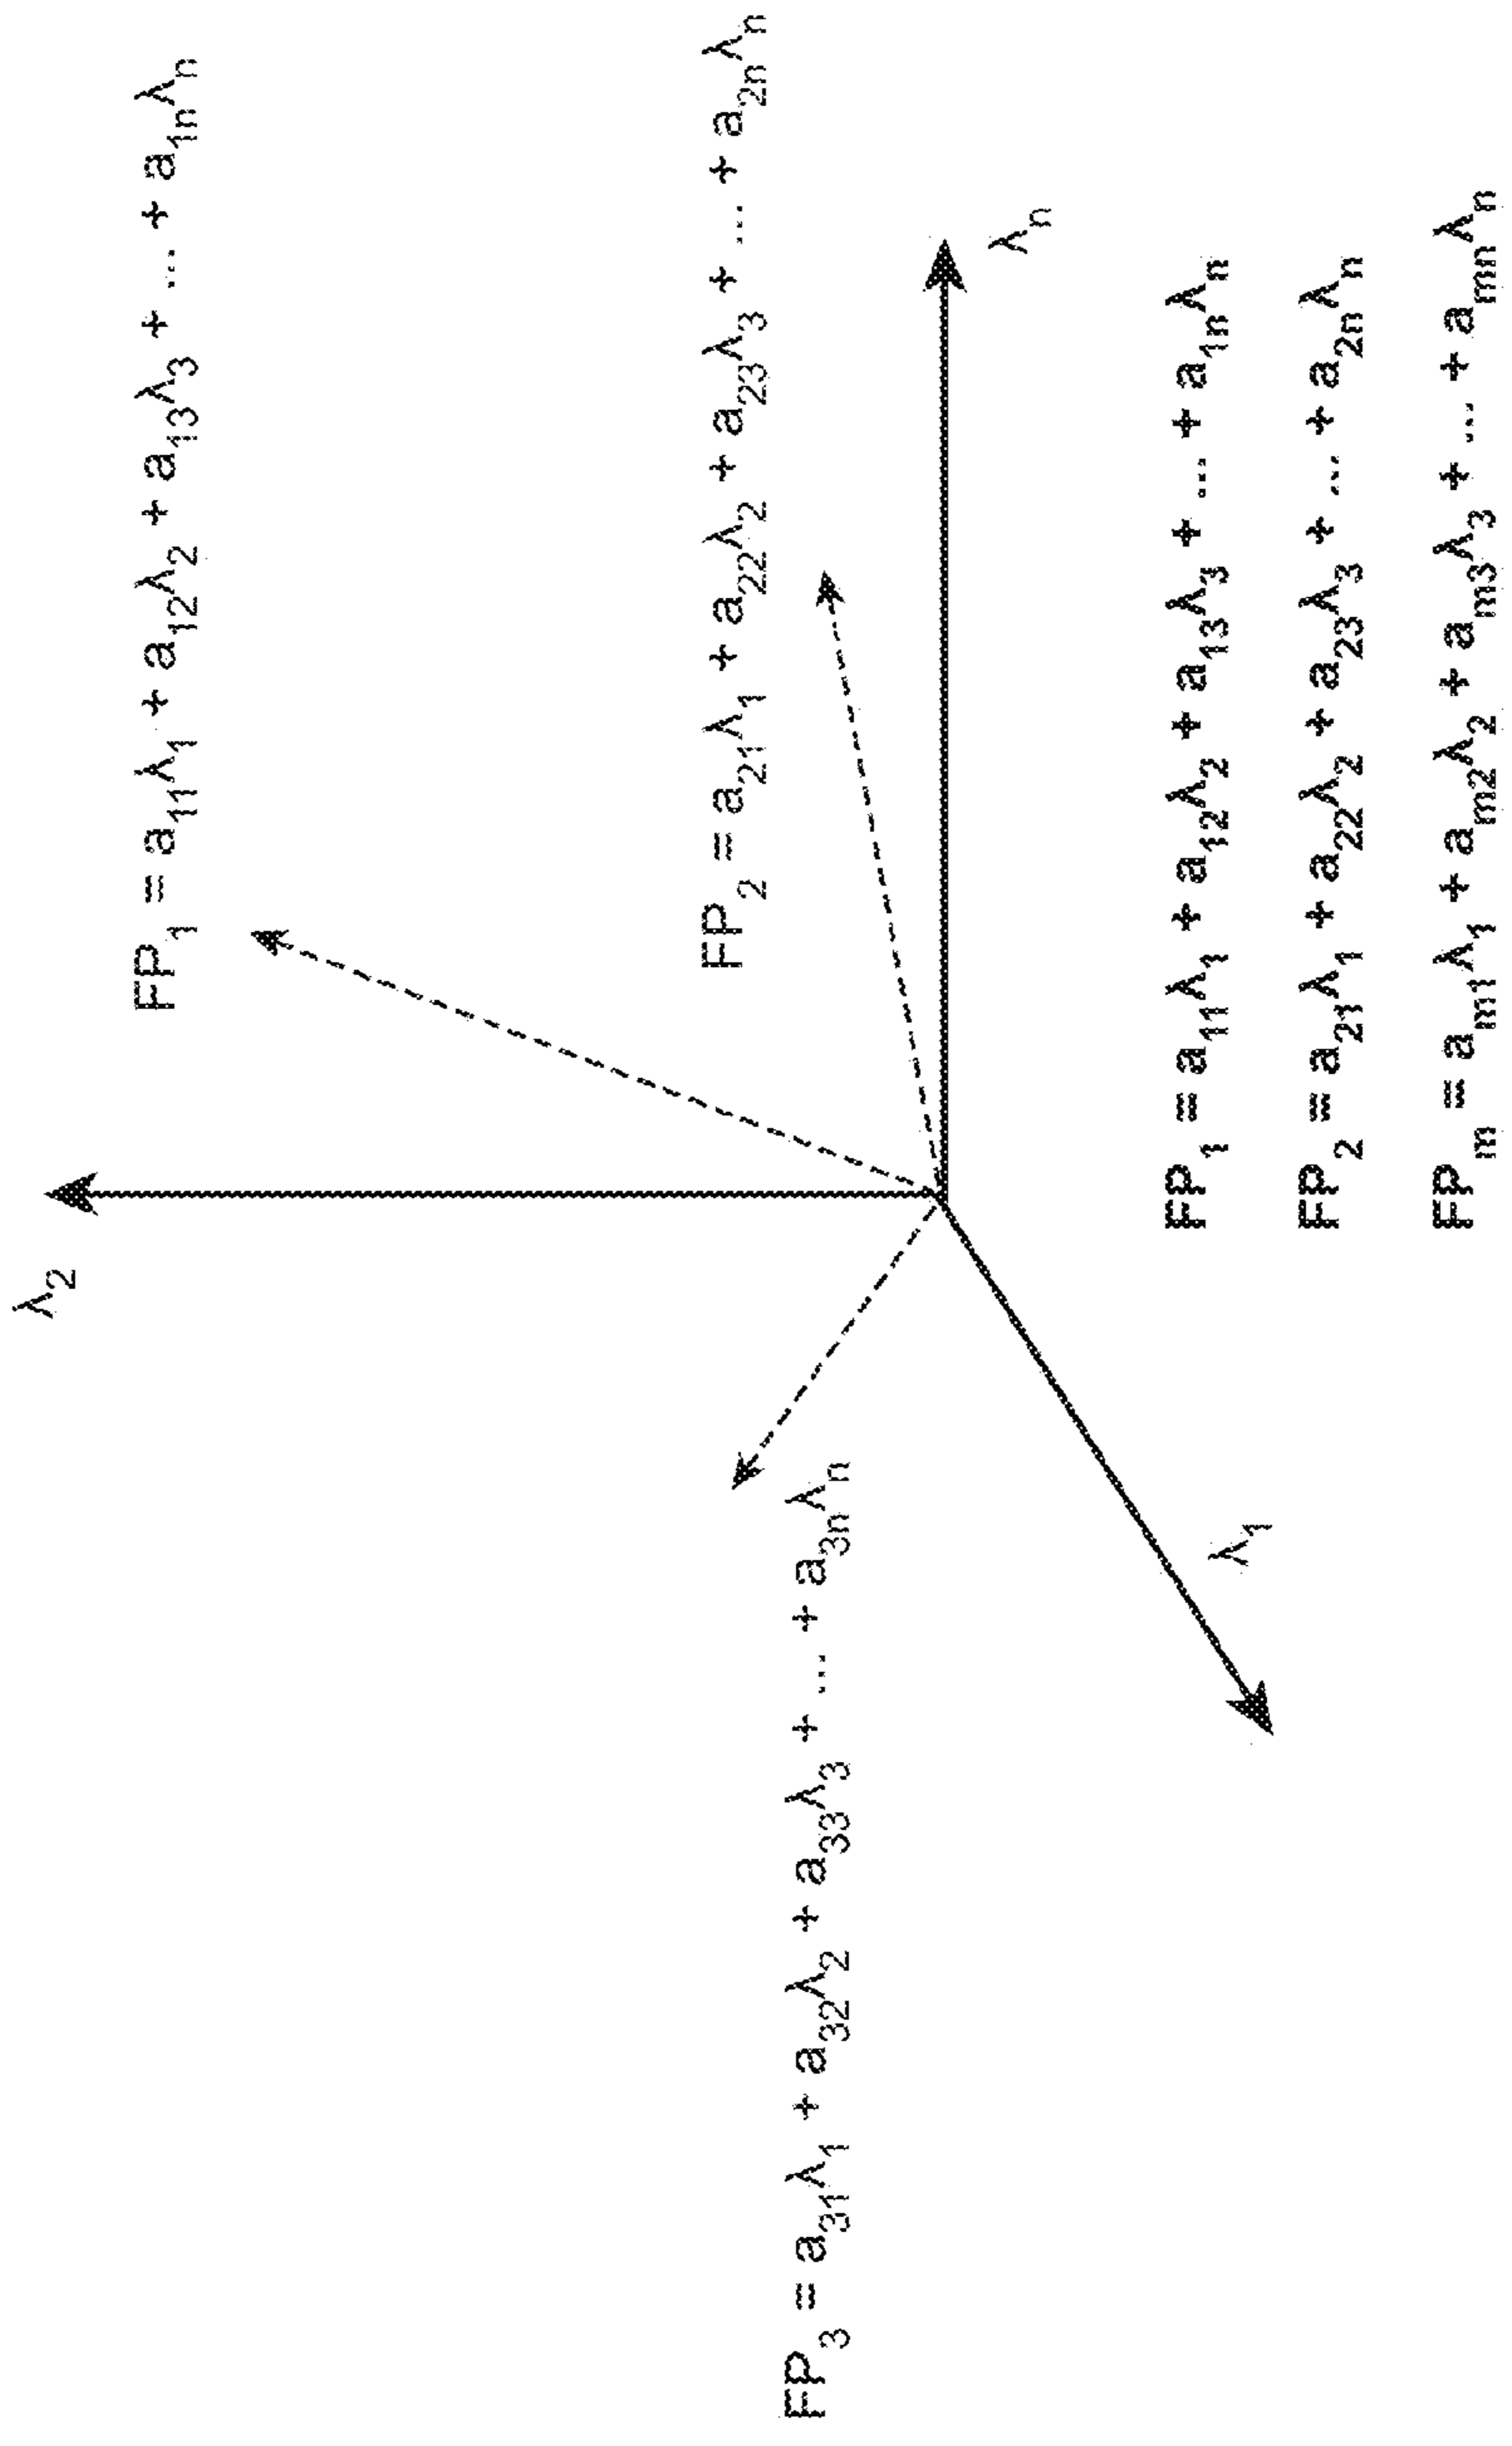 λ₂
FP₁ = a₁₁λ₁ + a₁₂λ₂ + a₁₃λ₃ + ... + a₁ₙλₙ
FP₃ = a₃₁λ₁ + a₃₂λ₂ + a₃₃λ₃ + ... + a₃ₙλₙ
FP₂ = a₂₁λ₁ + a₂₂λ₂ + a₂₃λ₃ + ... + a₂ₙλₙ
λₙ
λ₁
FP₁ = a₁₁λ₁ + a₁₂λ₂ + a₁₃λ₃ + ... + a₁ₙλₙ
FP₂ = a₂₁λ₁ + a₂₂λ₂ + a₂₃λ₃ + ... + a₂ₙλₙ
FPₘ = aₘ₁λ₁ + aₘ₂λ₂ + aₘ₃λ₃ + ... + aₘₙλₙ